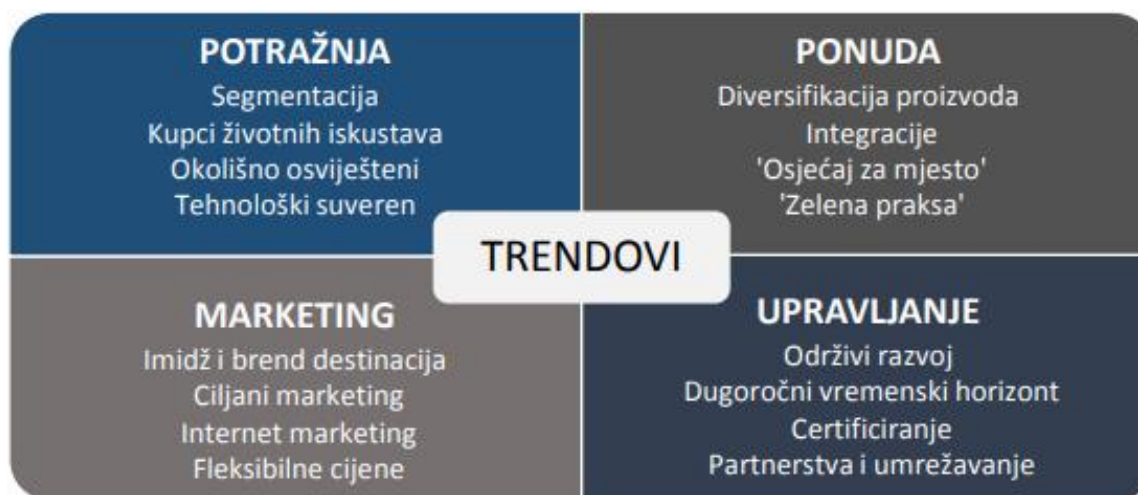 POTRAŽNJA
Segmentacija
Kupci životnih iskustava
Okolišno osviješteni
Tehnološki suveren
PONUDA
Diversifikacija proizvoda
Integracije
'Osjećaj za mjesto'
'Zelena praksa'
TRENDOVI
MARKETING
Imidž i brend destinacija
Ciljani marketing
Internet marketing
Fleksibilne cijene
UPRAVLJANJE
Održivi razvoj
Dugoročni vremenski horizont
Certificiranje
Partnerstva i umrežavanje